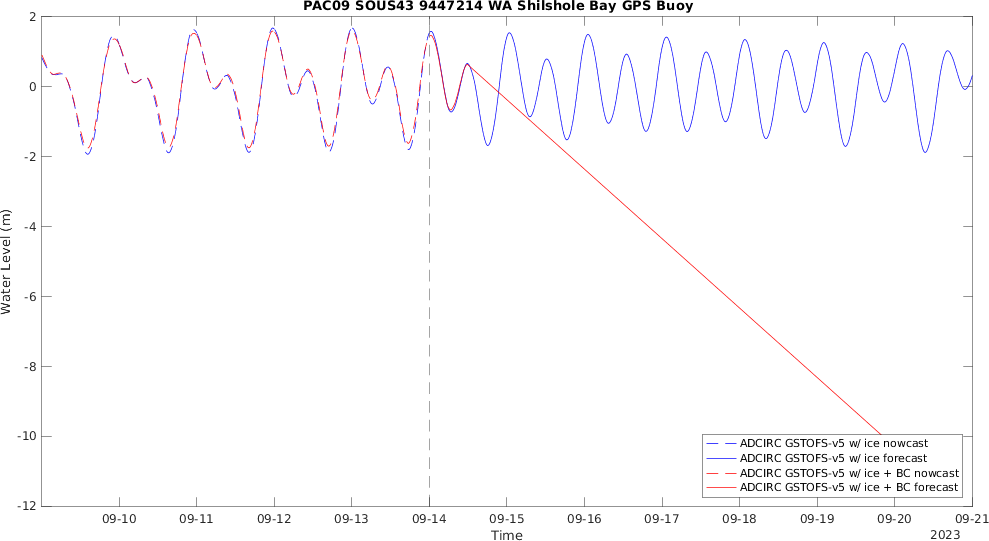 PAC09 SOUS43 9447214 WA Shilshole Bay GPS Buoy
2
0
-2
-4
-6
-8
-10
-12
Water Level (m)
ADCIRC GSTOFS-v5 w/ ice nowcast
ADCIRC GSTOFS-v5 w/ ice forecast
ADCIRC GSTOFS-v5 w/ ice + BC nowcast
ADCIRC GSTOFS-v5 w/ ice + BC forecast
09-10 09-11 09-12 09-13 09-14 09-15 09-16 09-17 09-18 09-19 09-20 09-21
Time
2023